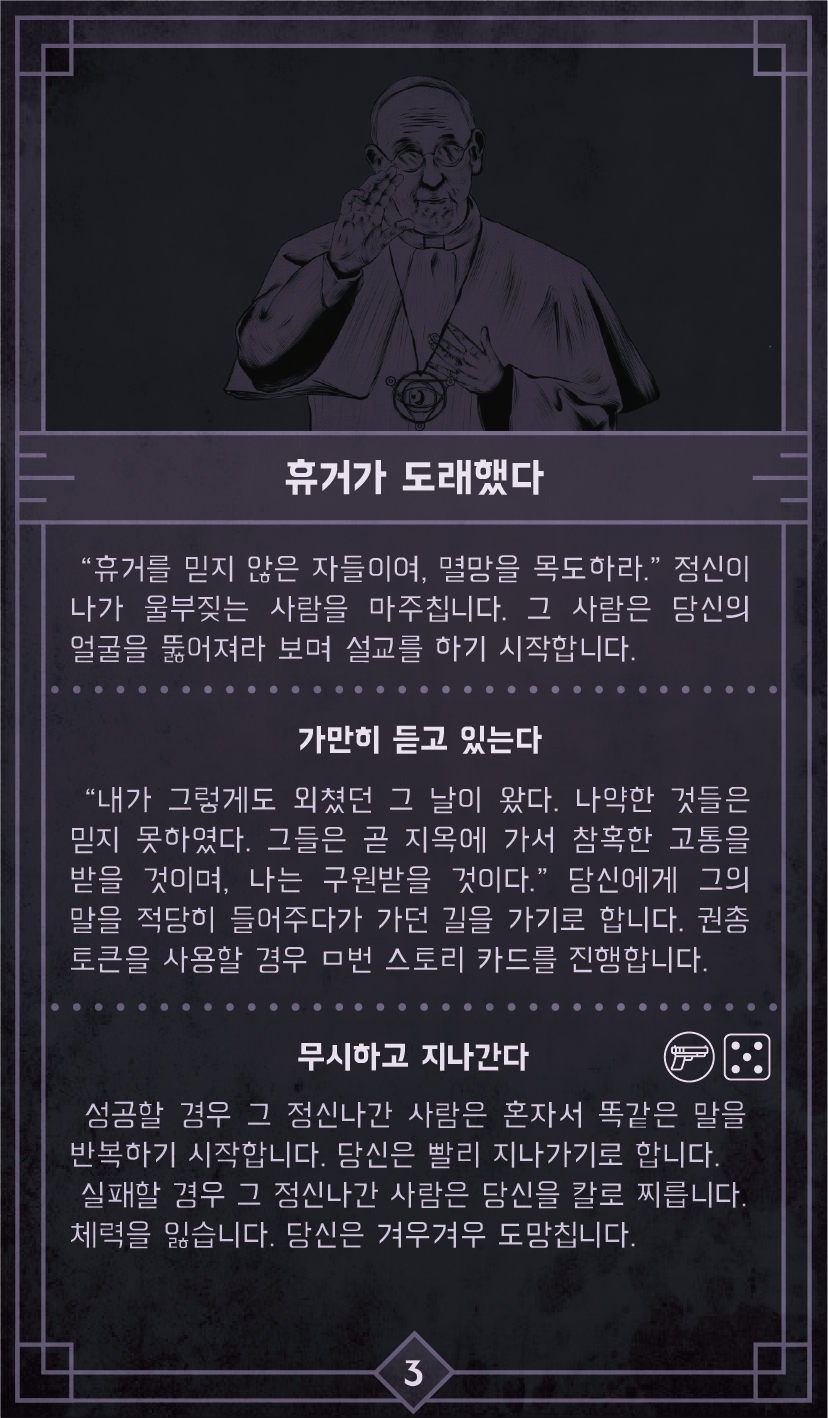 휴거가 도래했다
“휴거를 믿지 않은 자들이여, 멸망을 목도하라.” 정신이
나가 울부짖는 사람을 마주칩니다. 그 사람은 당신의
얼굴을 뚫어져라 보며 설교를 하기 시작합니다.
가만히 듣고 있는다
“내가 그렇게도 외쳤던 그 날이 왔다. 나약한 것들은
믿지 못하였다. 그들은 곧 지옥에 가서 참혹한 고통을
받을 것이며, 나는 구원받을 것이다.” 당신에게 그의
말을 적당히 들어주다가 가던 길을 가기로 합니다. 권총
토큰을 사용할 경우 ㅁ번 스토리 카드를 진행합니다.
무시하고 지나간다
성공할 경우 그 정신나간 사람은 혼자서 똑같은 말을
반복하기 시작합니다. 당신은 빨리 지나가기로 합니다.
실패할 경우 그 정신나간 사람은 당신을 칼로 찌릅니다.
체력을 잃습니다. 당신은 겨우겨우 도망칩니다.
3